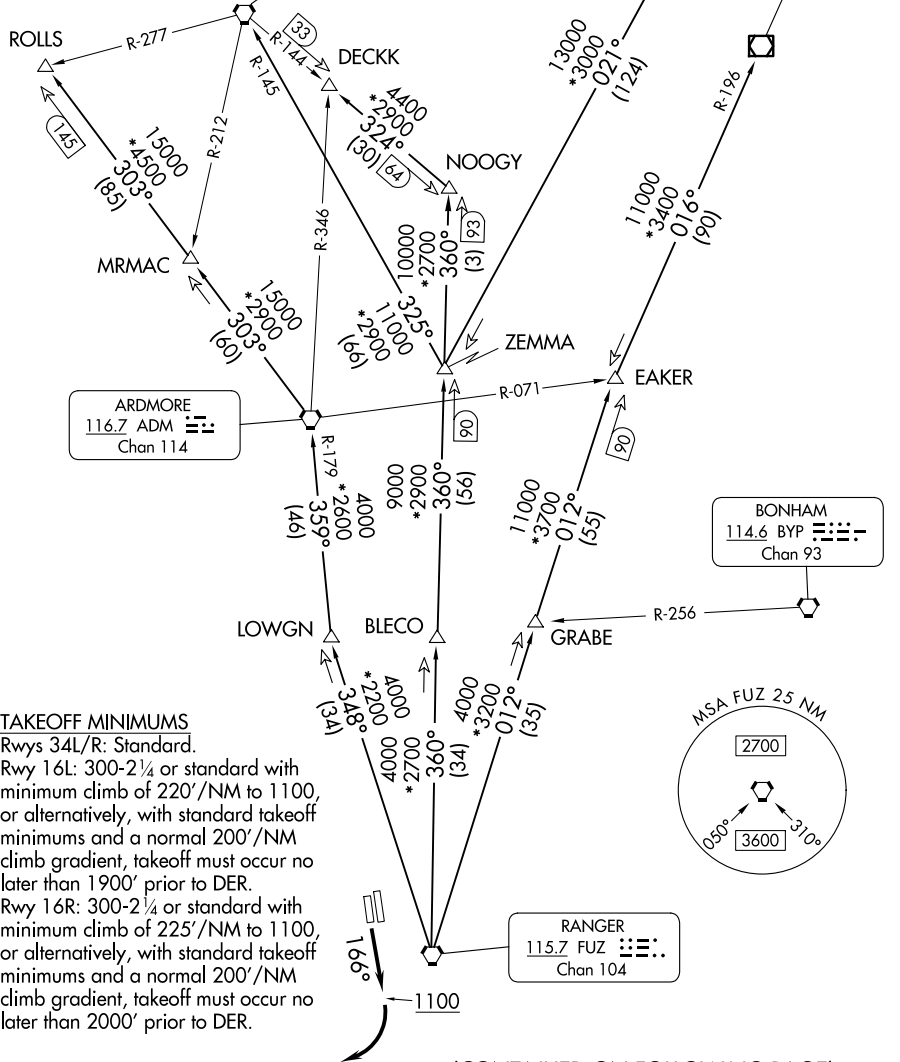 ROLLS
R-277
33
R-144
DECKK
R-145
13000
*3000
021°
(124)
R-196
145
15000
*4500
303°
(85)
R-212
4400
*2900
324°
(30)
64
NOOGY
93
R-346
10000
*2700
360°
(3)
11000
*3400
016°
(90)
MRMAC
15000
*2900
303°
(60)
325°
11000
*2900
(66)
ZEMMA
EAKER
R-071
ARDMORE
116.7 ADM
Chan 114
90
90
R-179
4000
*2600
359°
(46)
9000
*2900
360°
(56)
11000
*3700
012°
(55)
BONHAM
114.6 BYP
Chan 93
R-256
LOWGN
BLECO
GRABE
4000
*2200
348°
(34)
4000
*2700
360°
(34)
4000
*3200
012°
(35)
MSA FUZ 25 NM
2700
050°
310°
3600
TAKEOFF MINIMUMS
Rwys 34L/R: Standard.
Rwy 16L: 300-2¼ or standard with
minimum climb of 220'/NM to 1100,
or alternatively, with standard takeoff
minimums and a normal 200'/NM
climb gradient, takeoff must occur no
later than 1900' prior to DER.
Rwy 16R: 300-2¼ or standard with
minimum climb of 225'/NM to 1100,
or alternatively, with standard takeoff
minimums and a normal 200'/NM
climb gradient, takeoff must occur no
later than 2000' prior to DER.
166°
1100
RANGER
115.7 FUZ
Chan 104